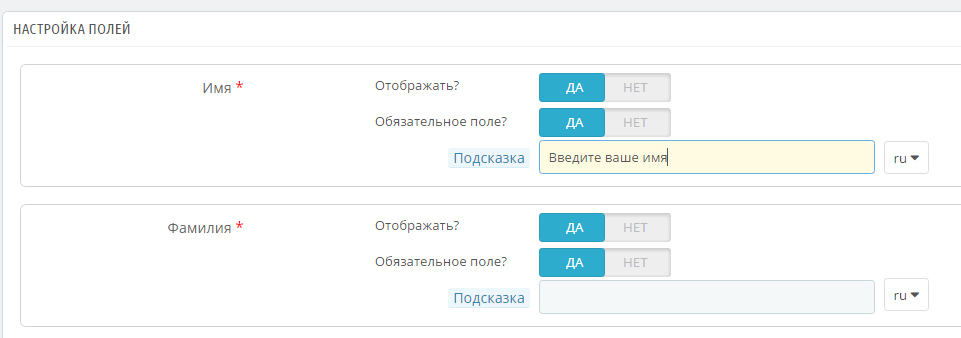 НАСТРОЙКА ПОЛЕЙ
Имя * Отображать? ДА НЕТ
Обязательное поле? ДА НЕТ
Подсказка Введите ваше имя ru
Фамилия * Отображать? ДА НЕТ
Обязательное поле? ДА НЕТ
Подсказка ru